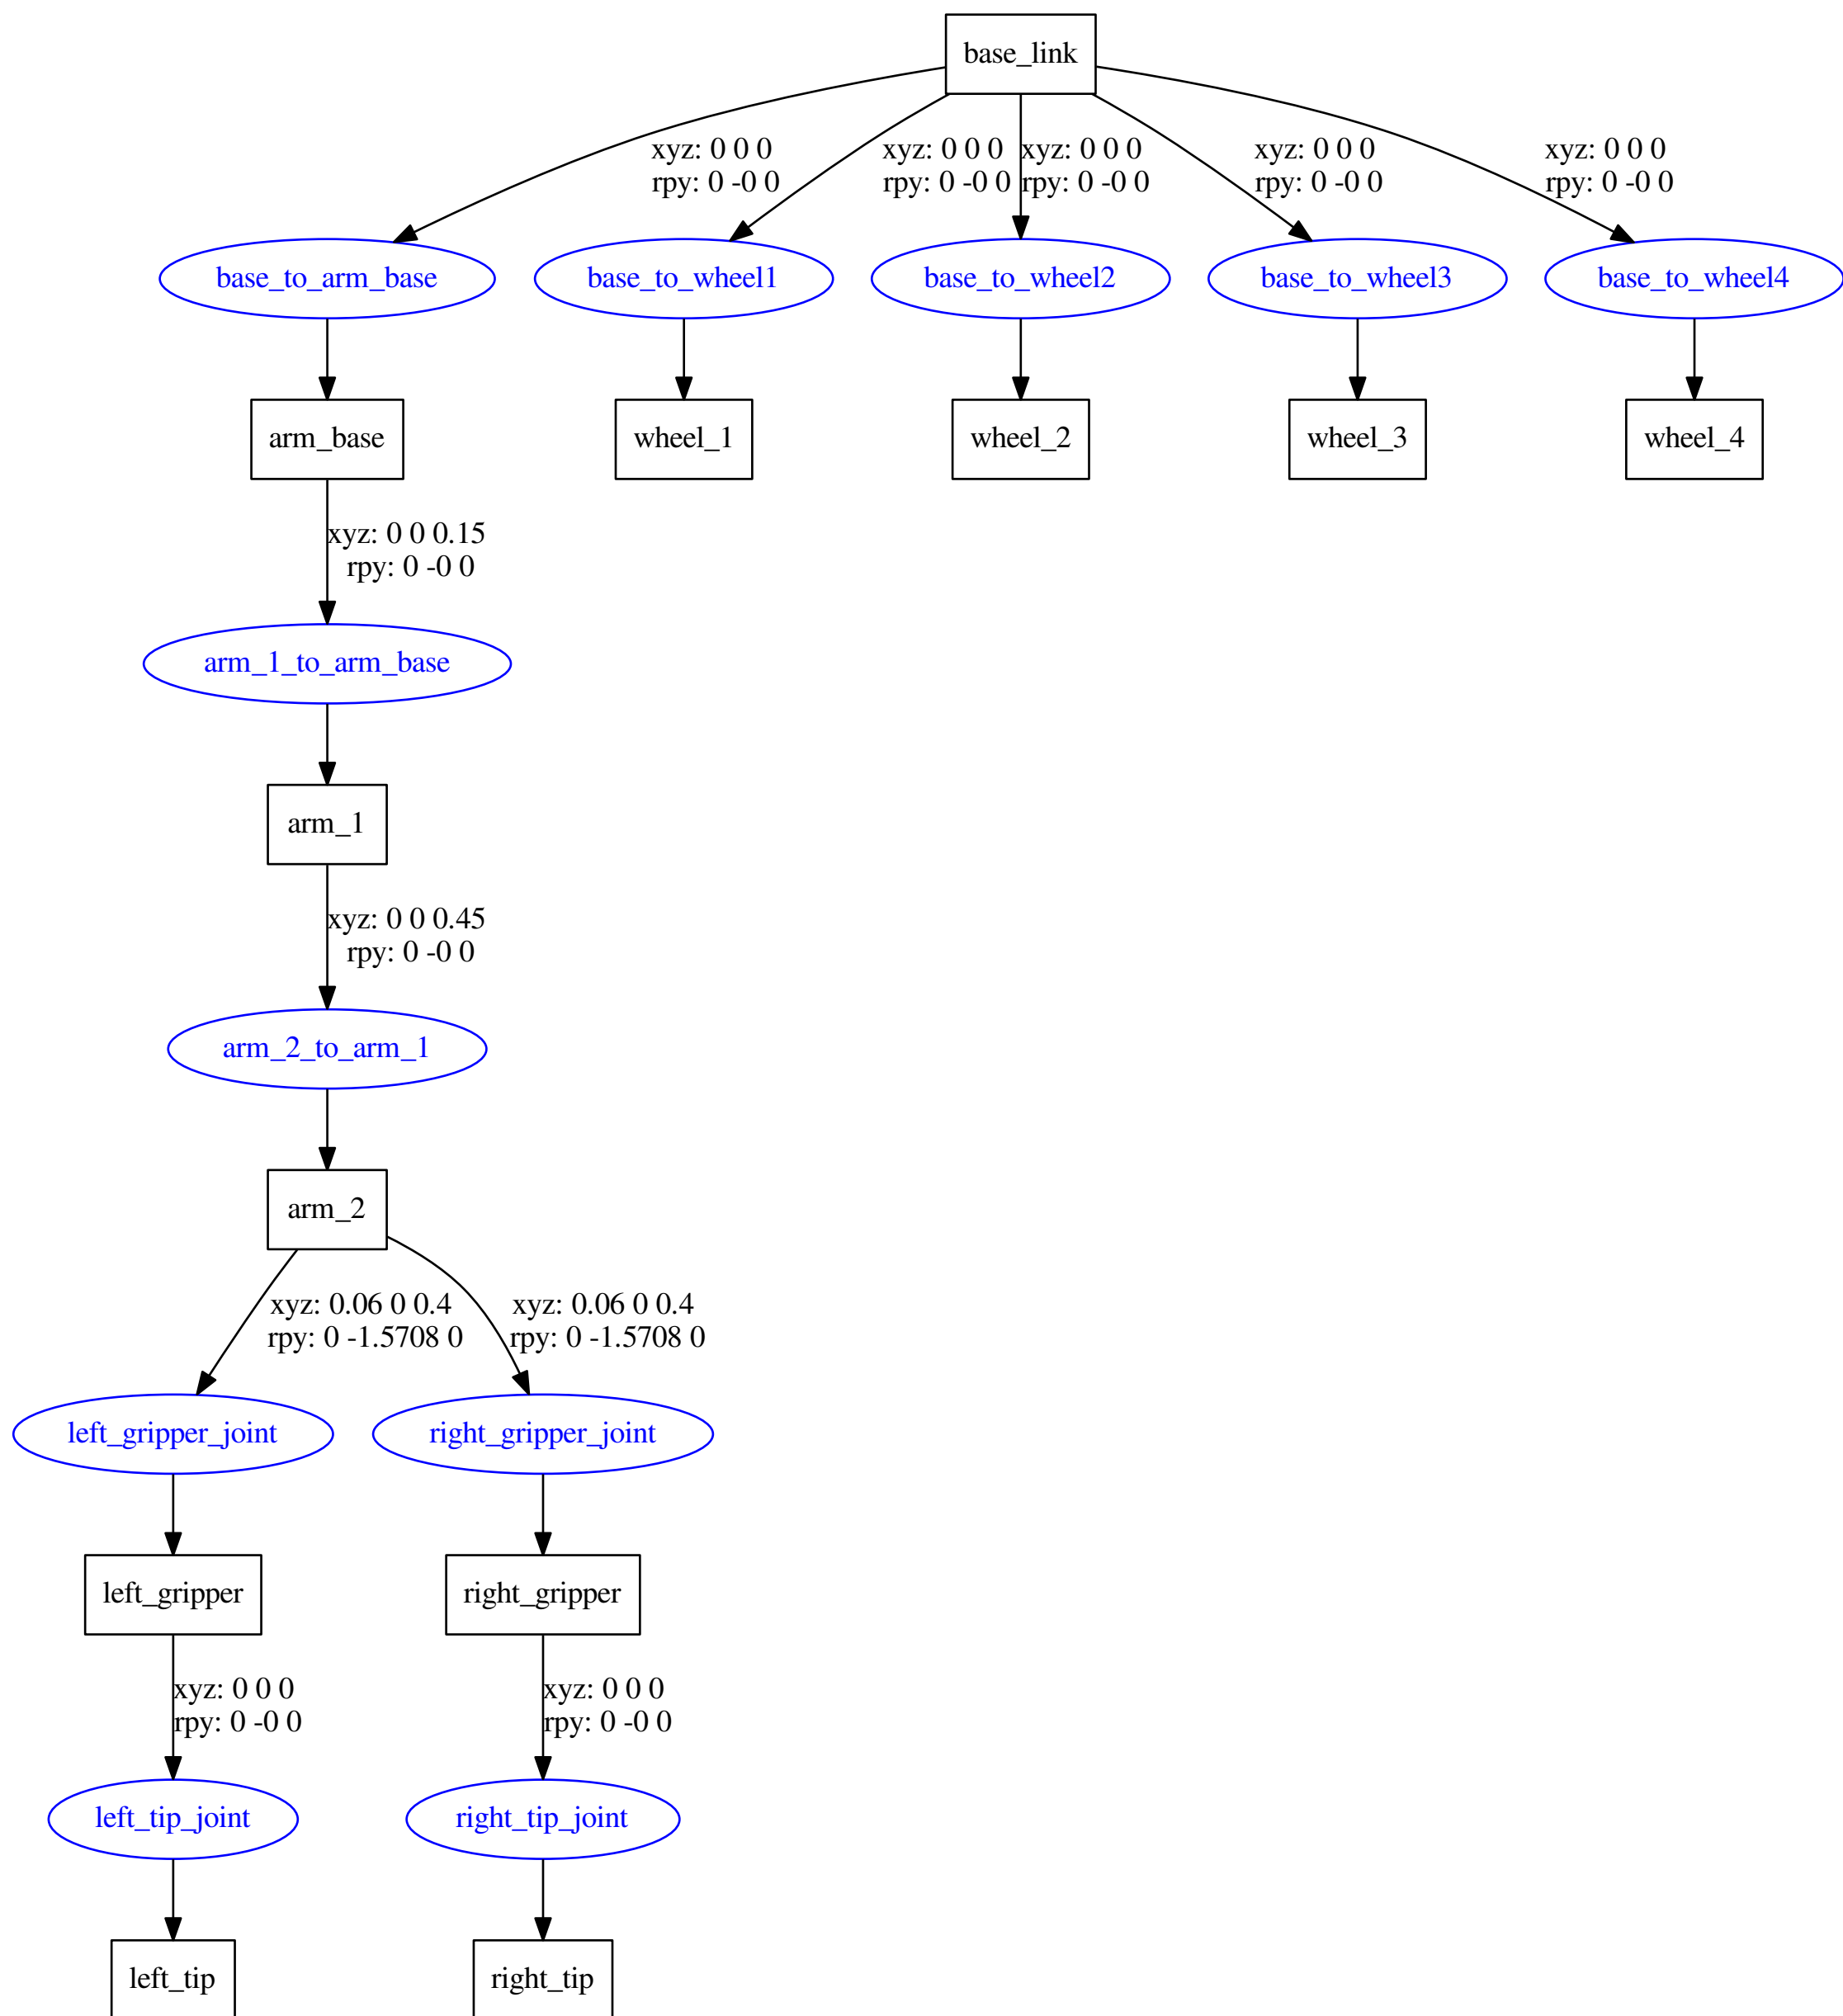 base_link
xyz: 0 0 0
rpy: 0 -0 0
xyz: 0 0 0
rpy: 0 -0 0
xyz: 0 0 0
rpy: 0 -0 0
xyz: 0 0 0
rpy: 0 -0 0
xyz: 0 0 0
rpy: 0 -0 0
base_to_arm_base
base_to_wheel1
base_to_wheel2
base_to_wheel3
base_to_wheel4
arm_base
wheel_1
wheel_2
wheel_3
wheel_4
xyz: 0 0 0.15
rpy: 0 -0 0
arm_1_to_arm_base
arm_1
xyz: 0 0 0.45
rpy: 0 -0 0
arm_2_to_arm_1
arm_2
xyz: 0.06 0 0.4
rpy: 0 -1.5708 0
xyz: 0.06 0 0.4
rpy: 0 -1.5708 0
left_gripper_joint
right_gripper_joint
left_gripper
right_gripper
xyz: 0 0 0
rpy: 0 -0 0
xyz: 0 0 0
rpy: 0 -0 0
left_tip_joint
right_tip_joint
left_tip
right_tip